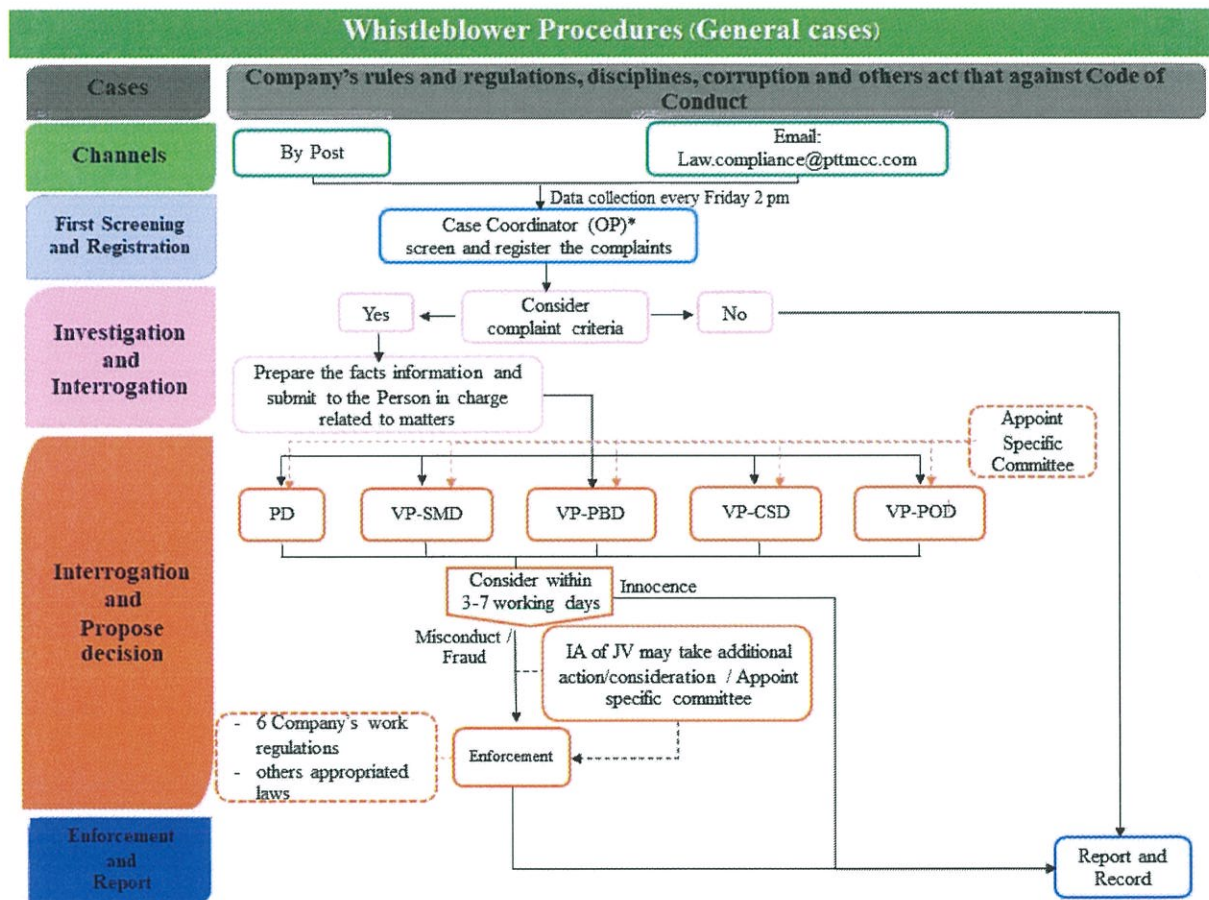 Whistleblower Procedures (General cases)
Cases
Company's rules and regulations, disciplines, corruption and others act that against Code of
Conduct
Channels
By Post
Email:
Law.compliance@pttmcc.com
Data collection every Friday 2 pm
First Screening
and Registration
Case Coordinator (OP)*
screen and register the complaints
Investigation
and
Interrogation
Yes
Consider
complaint criteria
No
Prepare the facts information and
submit to the Person in charge
related to matters
Appoint
Specific
Committee
Interrogation
and
Propose
decision
PD
VP-SMD
VP-PBD
VP-CSD
VP-POD
Consider within
3-7 working days
Innocence
Misconduct /
Fraud
IA of JV may take additional
action/consideration / Appoint
specific committee
- 6 Company's work
regulations
- others appropriated
laws
Enforcement
Enforcement
and
Report
Report and
Record